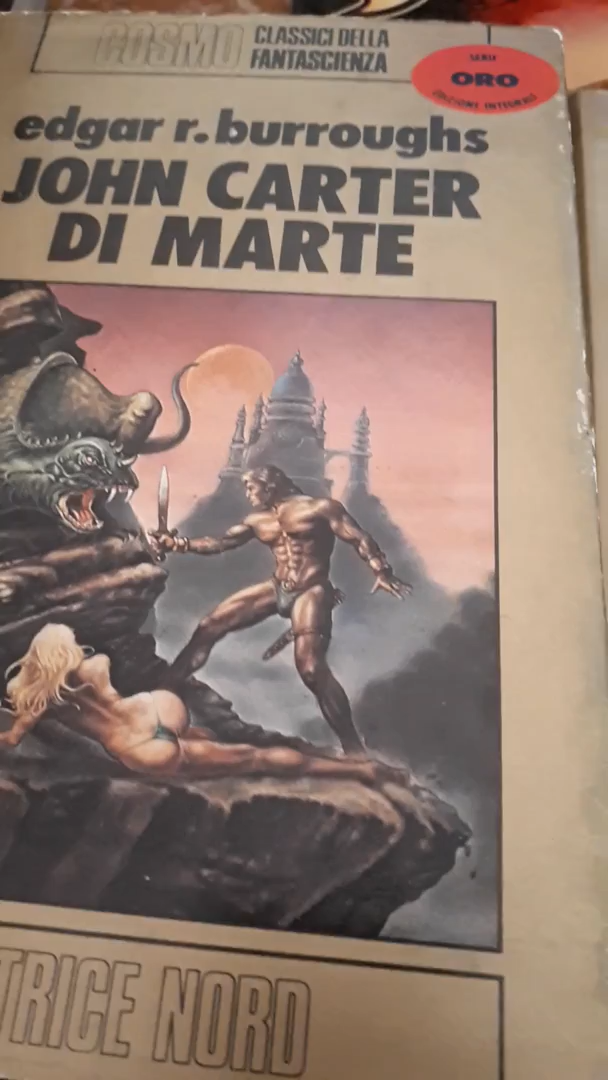 COSMO
CLASSICI DELLA
FANTASCIENZA
SERIE
ORO
EDIZIONE INTEGRALE
edgar r. burroughs
JOHN CARTER
DI MARTE
TRICE NORD